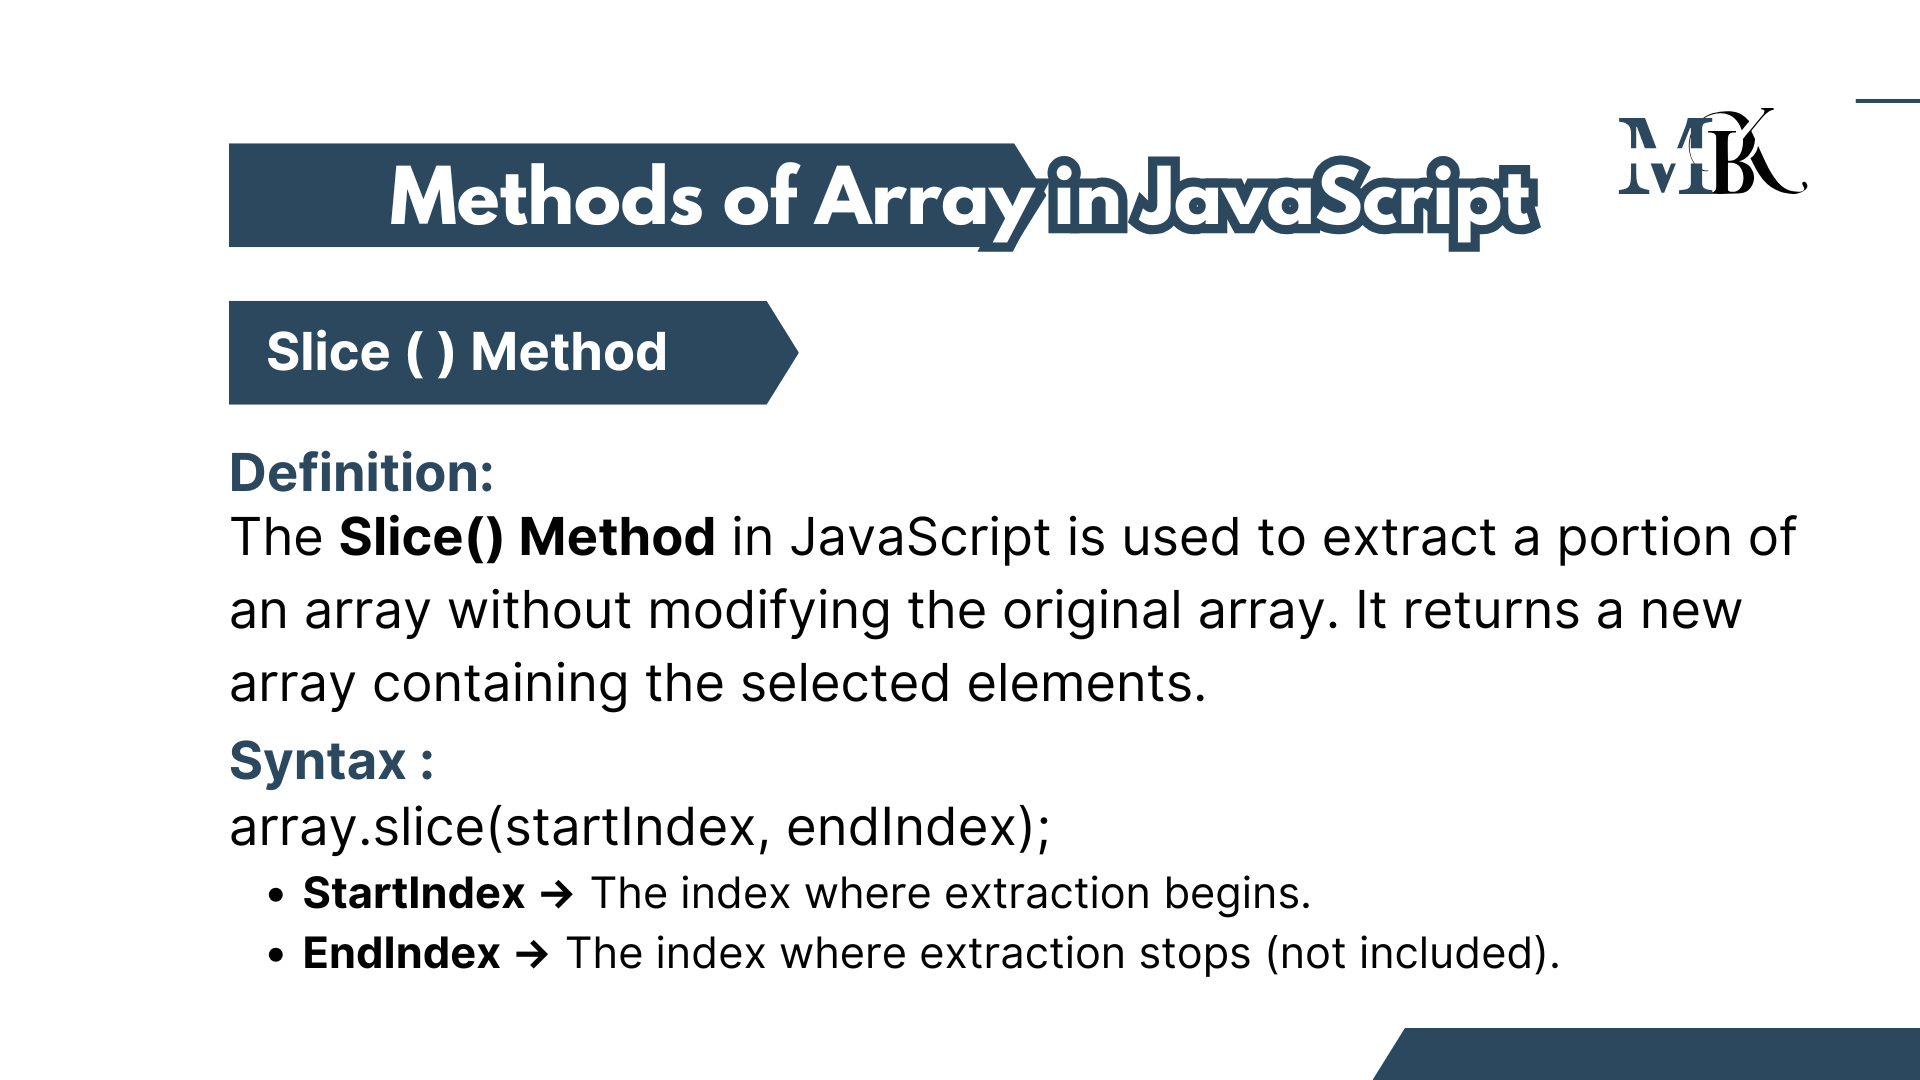 Methods of Array in JavaScript
MBK
Slice ( ) Method
Definition:
The Slice() Method in JavaScript is used to extract a portion of
an array without modifying the original array. It returns a new
array containing the selected elements.
Syntax :
array.slice(startIndex, endIndex);
• StartIndex → The index where extraction begins.
• EndIndex → The index where extraction stops (not included).